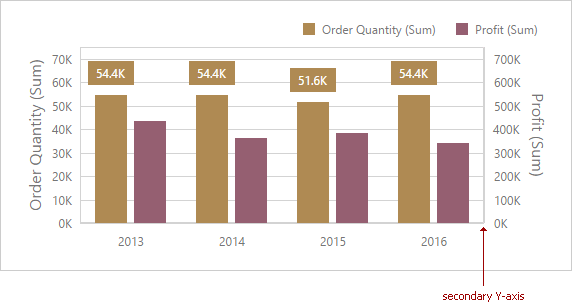 Order Quantity (Sum) Profit (Sum)
70K 700K
54.4K 54.4K 51.6K 54.4K
60K 600K
50K 500K
40K 400K
30K 300K
20K 200K
10K 100K
0K 0K
Order Quantity (Sum)
Profit (Sum)
2013 2014 2015 2016
secondary Y-axis